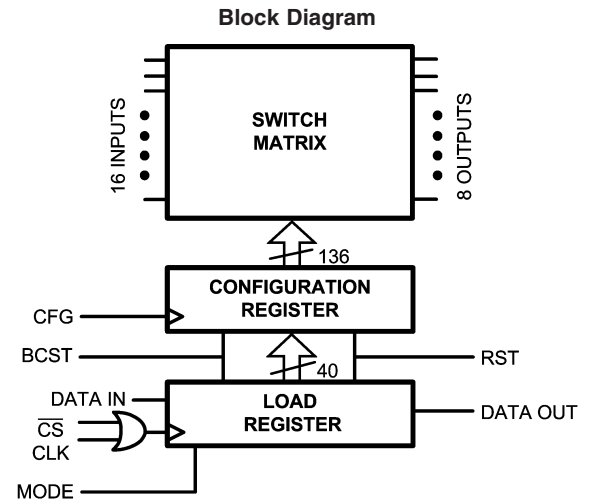 Block Diagram
SWITCH
MATRIX
16 INPUTS
8 OUTPUTS
136
CONFIGURATION
REGISTER
CFG
BCST
RST
40
DATA IN
LOAD
REGISTER
DATA OUT
CS
CLK
MODE